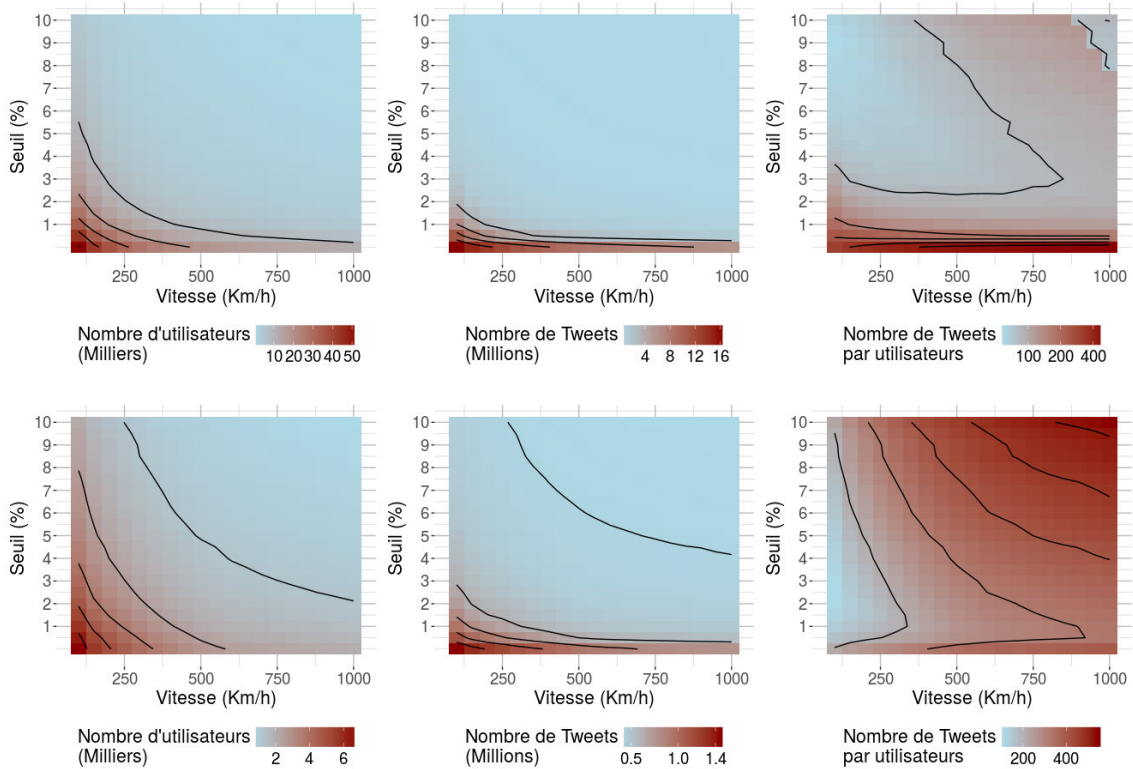 10
9
8
7
6
5
4
3
2
1
Seuil (%)
250 500 750 1000
Vitesse (Km/h)
Nombre d'utilisateurs
(Milliers)
10 20 30 40 50
10
9
8
7
6
5
4
3
2
1
Seuil (%)
250 500 750 1000
Vitesse (Km/h)
Nombre de Tweets
(Millions)
4 8 12 16
10
9
8
7
6
5
4
3
2
1
Seuil (%)
250 500 750 1000
Vitesse (Km/h)
Nombre de Tweets
par utilisateurs
100 200 400
10
9
8
7
6
5
4
3
2
1
Seuil (%)
250 500 750 1000
Vitesse (Km/h)
Nombre d'utilisateurs
(Milliers)
2 4 6
10
9
8
7
6
5
4
3
2
1
Seuil (%)
250 500 750 1000
Vitesse (Km/h)
Nombre de Tweets
(Millions)
0.5 1.0 1.4
10
9
8
7
6
5
4
3
2
1
Seuil (%)
250 500 750 1000
Vitesse (Km/h)
Nombre de Tweets
par utilisateurs
200 400